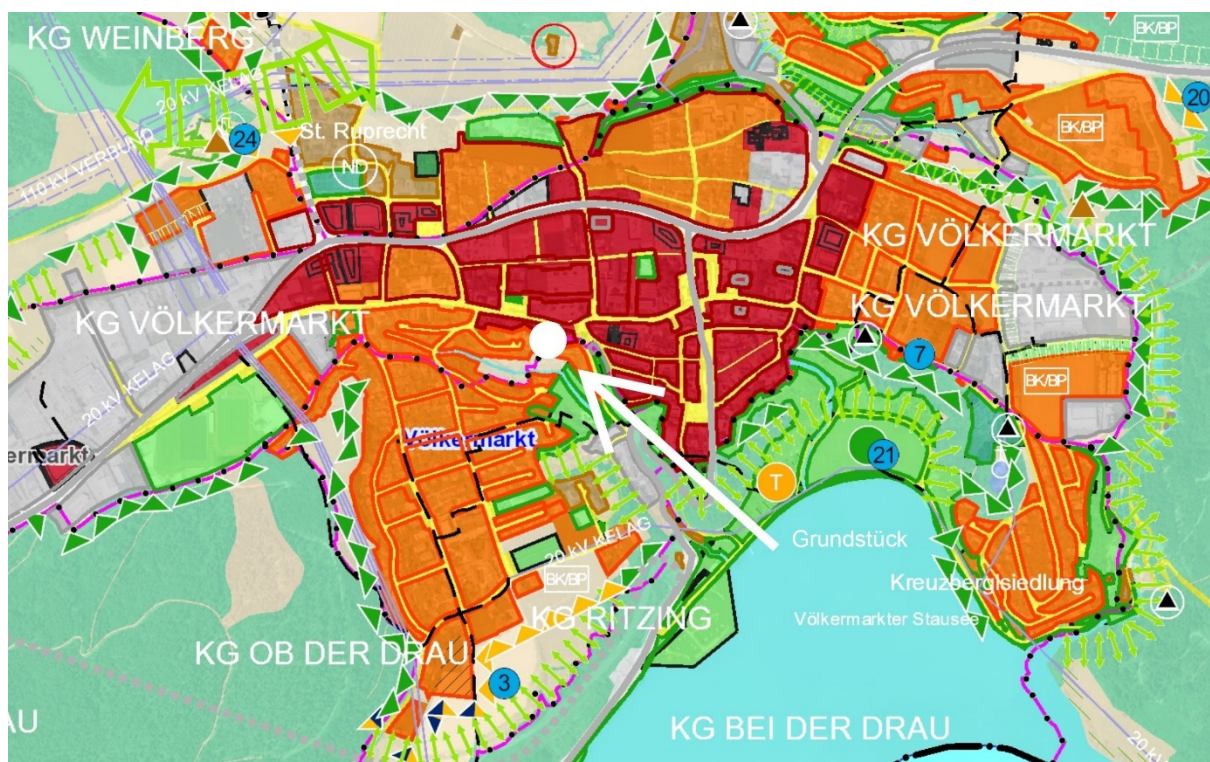 KG WEINBERG
BK/BP
20 kV KELAG
20
24
St. Ruprecht
ND
BK/BP
110 kV VERBUND
KG VÖLKERMARKT
KG VÖLKERMARKT
KG VÖLKERMARKT
7
20 kV KELAG
BK/BP
Völkermarkt
ermarkt
21
T
20 kV KELAG
Grundstück
BK/BP
Kreuzberglsiedlung
KG RITZING
Völkermarkter Stausee
KG OB DER DRAU
3
AU
KG BEI DER DRAU
20 kV